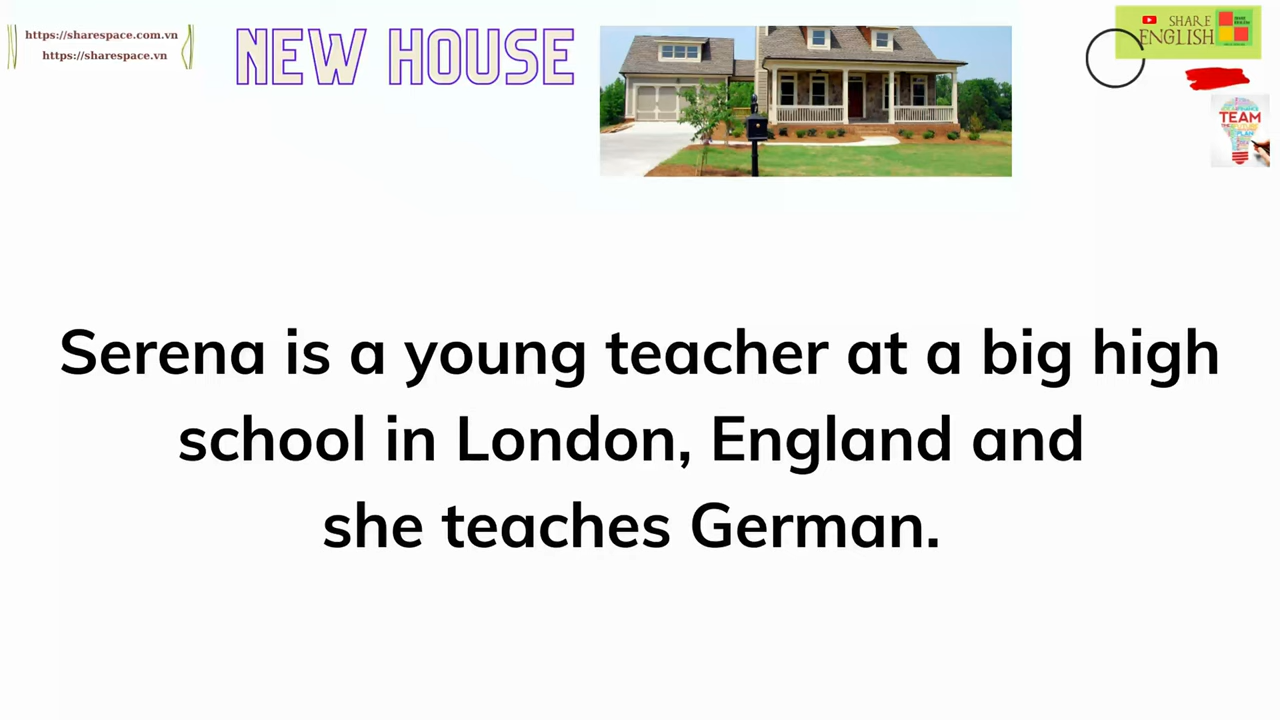 https://sharespace.com.vn
https://sharespace.vn
NEW HOUSE
SHARE
ENGLISH
TEAM
PLAN
Serena is a young teacher at a big high
school in London, England and
she teaches German.